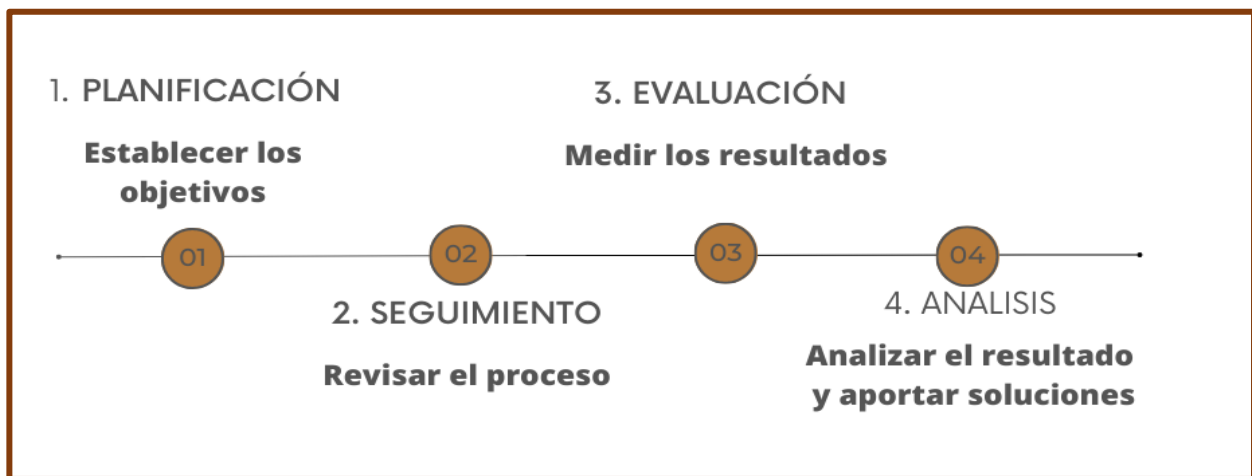 1. PLANIFICACIÓN
Establecer los
objetivos
3. EVALUACIÓN
Medir los resultados
01
02
03
04
2. SEGUIMIENTO
Revisar el proceso
4. ANALISIS
Analizar el resultado
y aportar soluciones